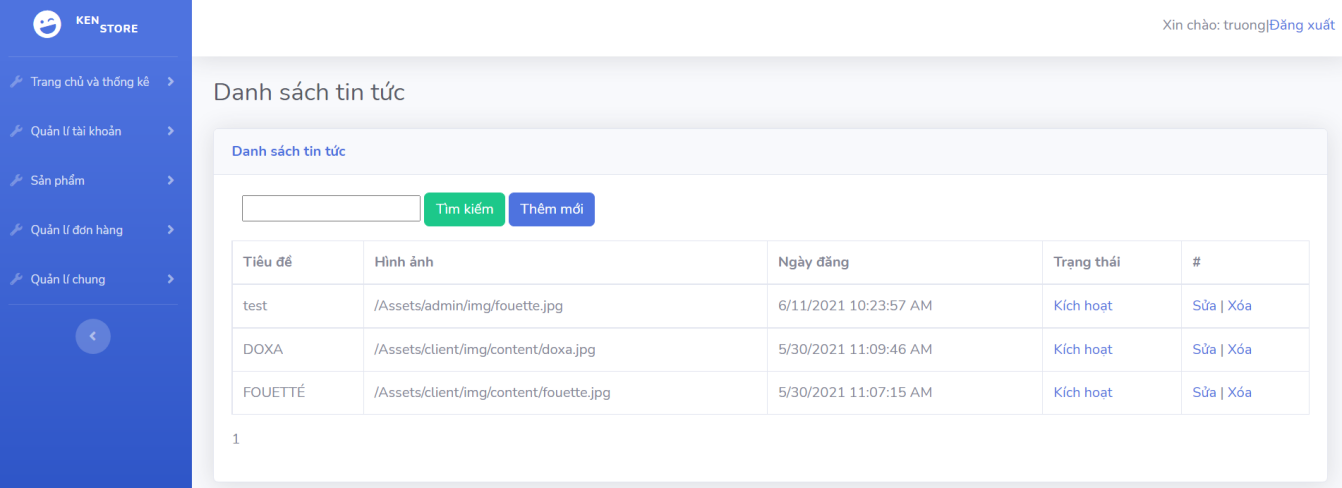 KEN STORE
Xin chào: truong|Đăng xuất
Trang chủ và thống kê
Quản lí tài khoản
Sản phẩm
Quản lí đơn hàng
Quản lí chung
Danh sách tin tức
Danh sách tin tức
Tìm kiếm Thêm mới
Tiêu đề Hình ảnh Ngày đăng Trạng thái #
test /Assets/admin/img/fouette.jpg 6/11/2021 10:23:57 AM Kích hoạt Sửa | Xóa
DOXA /Assets/client/img/content/doxa.jpg 5/30/2021 11:09:46 AM Kích hoạt Sửa | Xóa
FOUETTÉ /Assets/client/img/content/fouette.jpg 5/30/2021 11:07:15 AM Kích hoạt Sửa | Xóa
1